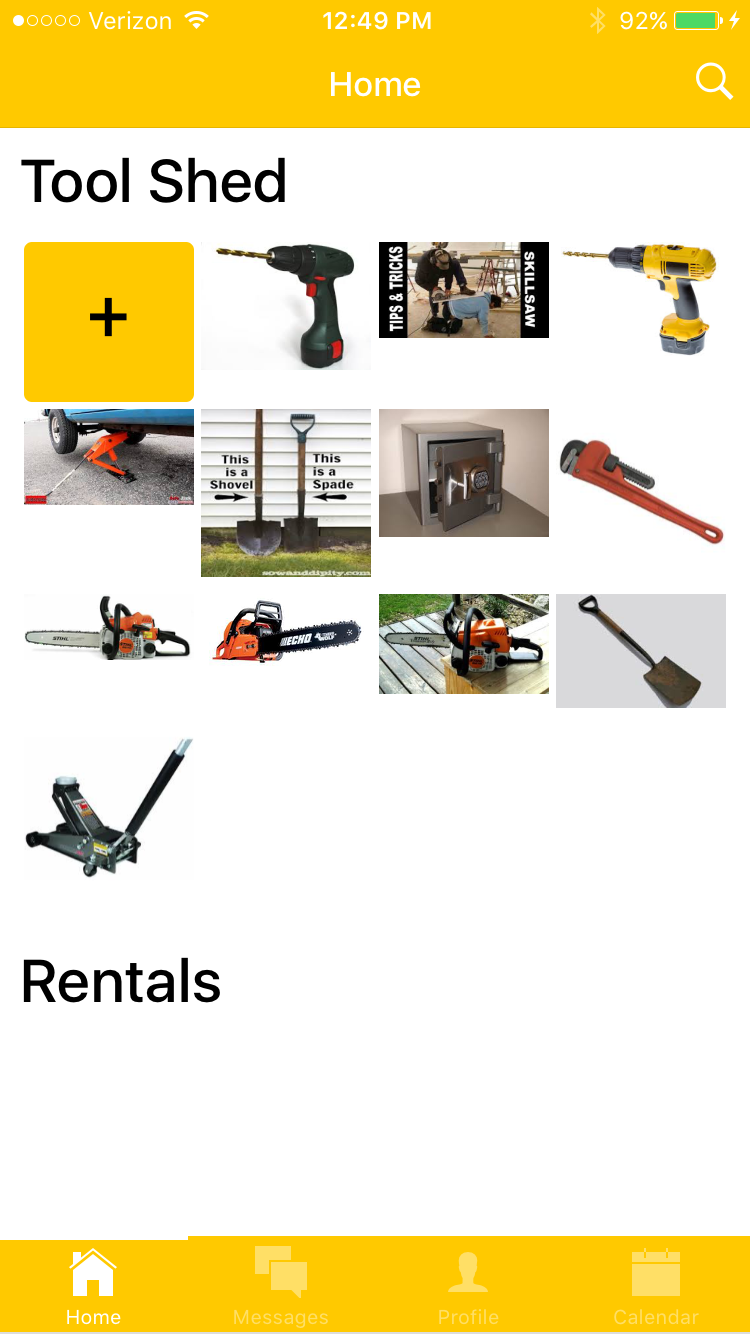 Verizon 12:49 PM 92%
Home
Tool Shed
+
TIPS & TRICKS
SKILLSAW
This
is a
Shovel
This
is a
Spade
sowanddipity.com
STIHL
ECHO
WOLF
STIHL
Rentals
Home Messages Profile Calendar